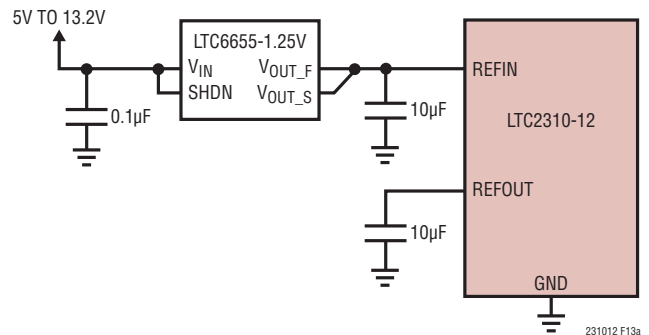 5V TO 13.2V
LTC6655-1.25V
VIN
VOUT_F
SHDN
VOUT_S
0.1µF
10µF
REFIN
LTC2310-12
REFOUT
10µF
GND
231012 F13a